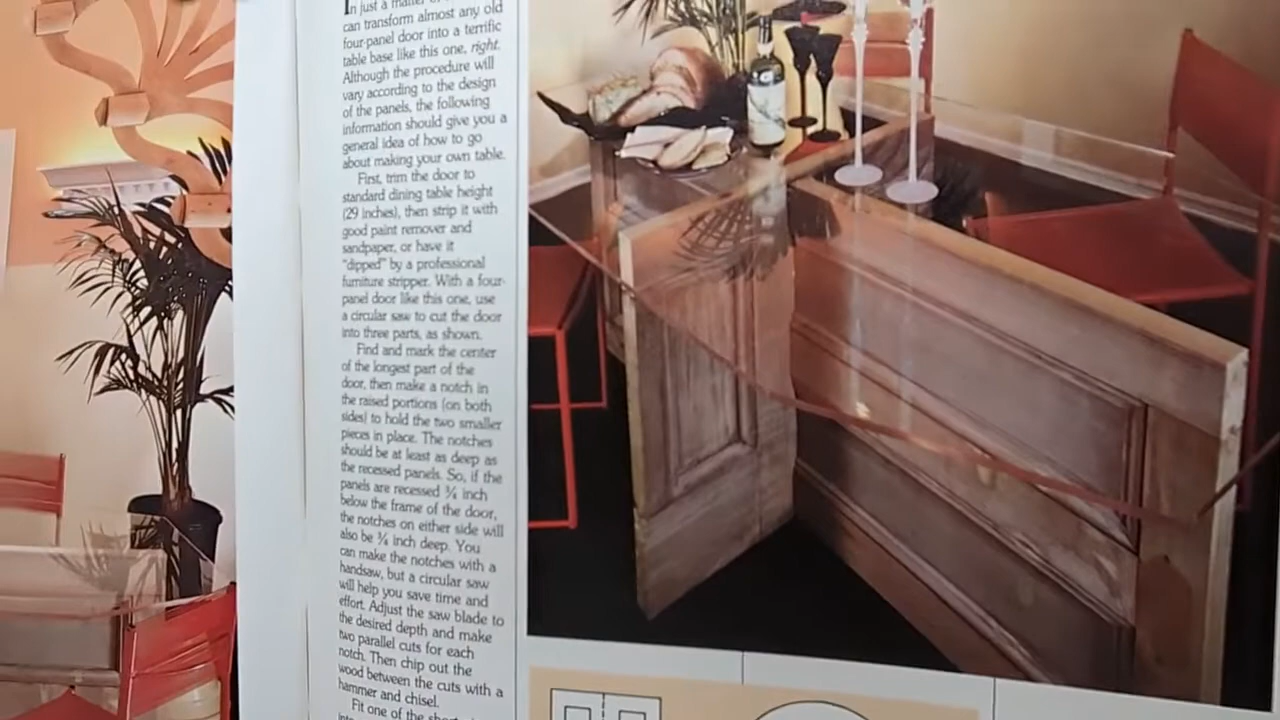 In just a
can transform almost any old
four-panel door into a terrific
table base like this one, right.
Although the procedure will
vary according to the design
of the panels, the following
information should give you a
general idea of how to go
about making your own table.
First, trim the door to
standard dining table height
(29 inches), then strip it with
good paint remover and
sandpaper, or have it
"dipped" by a professional
furniture stripper. With a four-
panel door like this one, use
a circular saw to cut the door
into three parts, as shown.
Find and mark the center
of the longest part of the
door, then make a notch in
the raised portions (on both
sides) to hold the two smaller
pieces in place. The notches
should be at least as deep as
the recessed panels. So, if the
panels are recessed ¾ inch
below the frame of the door,
the notches on either side will
also be ¾ inch deep. You
can make the notches with a
handsaw, but a circular saw
will help you save time and
effort. Adjust the saw blade to
the desired depth and make
two parallel cuts for each
notch. Then chip out the
wood between the cuts with a
hammer and chisel.
Fit one of the